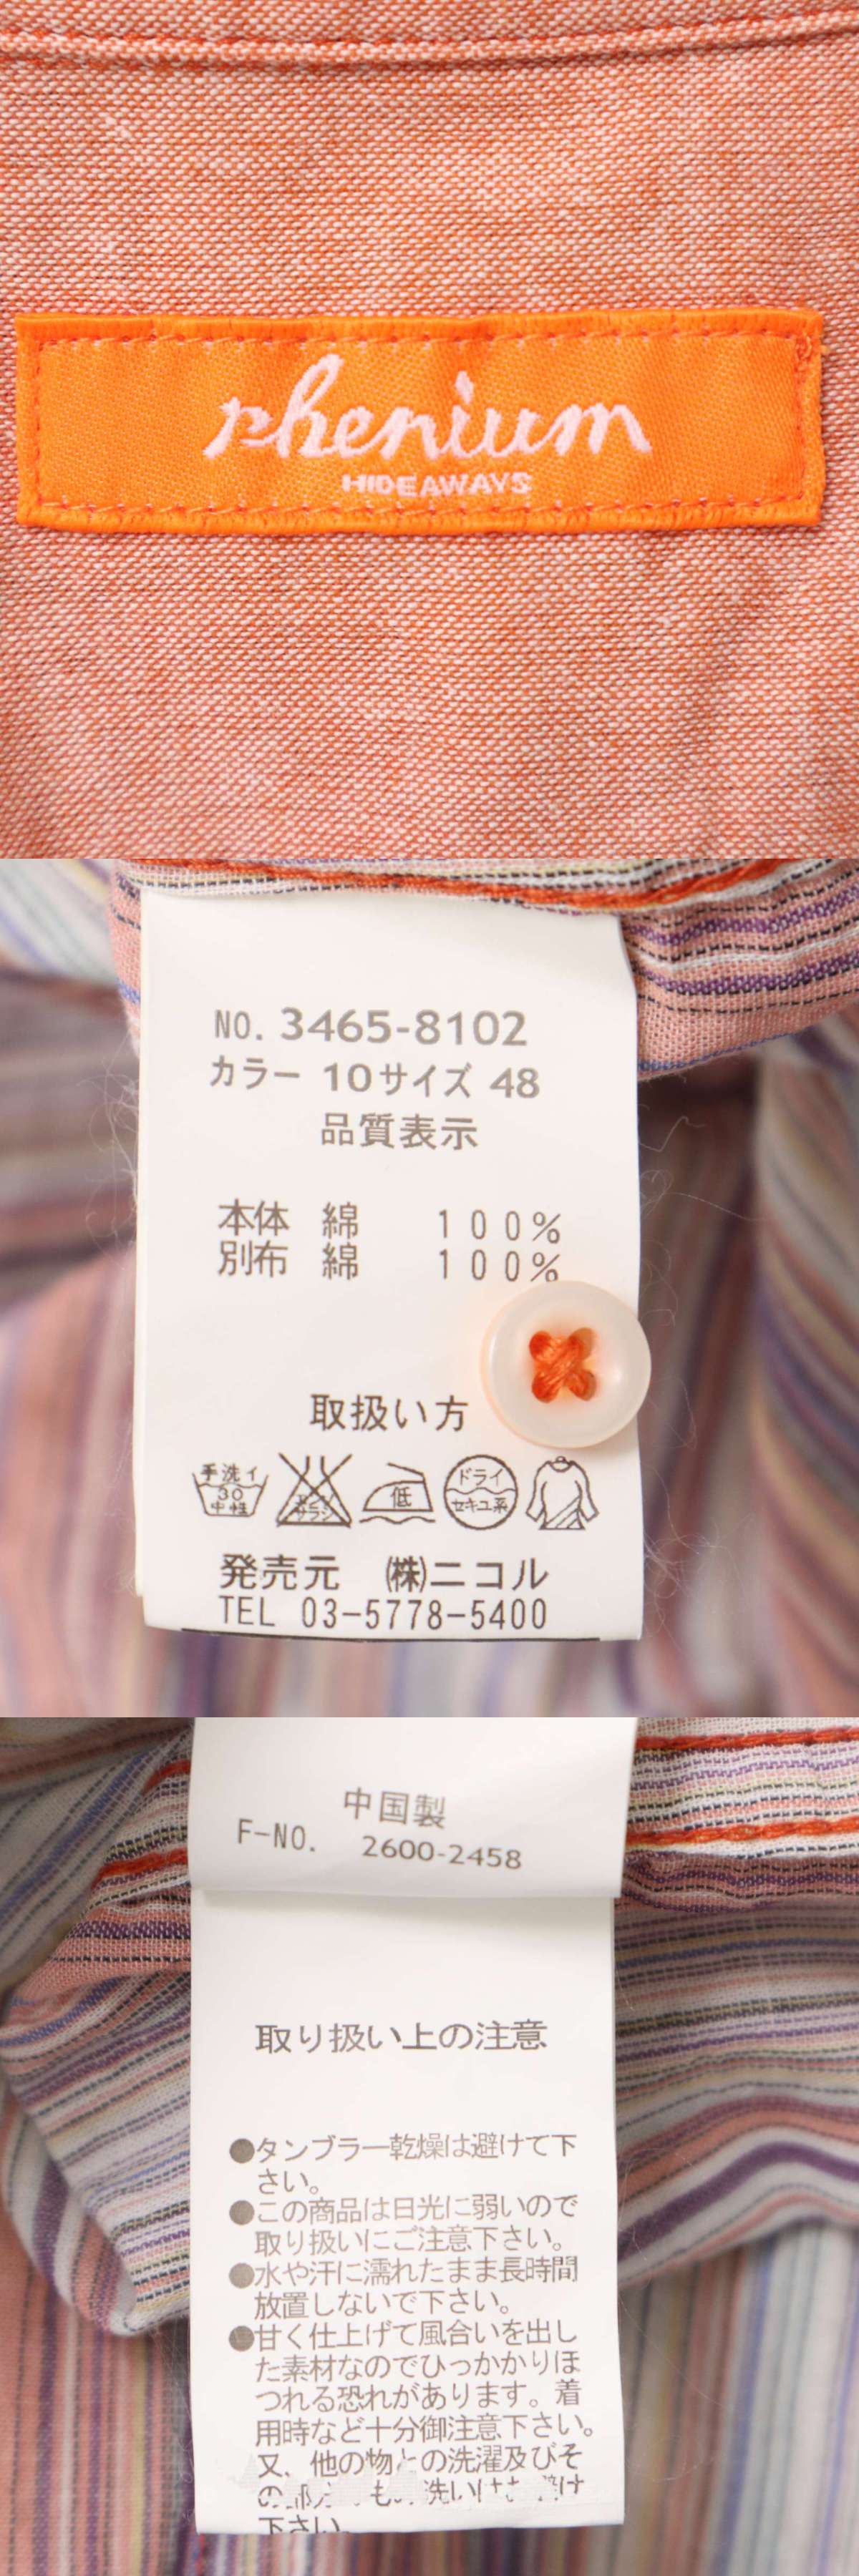 rhenium
HIDEAWAYS
NO. 3465-8102
カラー 10サイズ 48
品質表示
本体 綿 100%
別布 綿 100%
取扱い方
手洗イ
30
中性
サラシ
低
ドライ
セキユ系
発売元 ㈱ニコル
TEL 03-5778-5400
中国製
F-NO. 2600-2458
取り扱い上の注意
●タンブラー乾燥は避けて下
さい。
●この商品は日光に弱いので
取り扱いにご注意下さい。
●水や汗に濡れたまま長時間
放置しないで下さい。
●甘く仕上げて風合いを出し
た素材なのでひっかかりほ
つれる恐れがあります。着
用時など十分御注意下さい。
又、他の物との洗濯及びそ
下さい。